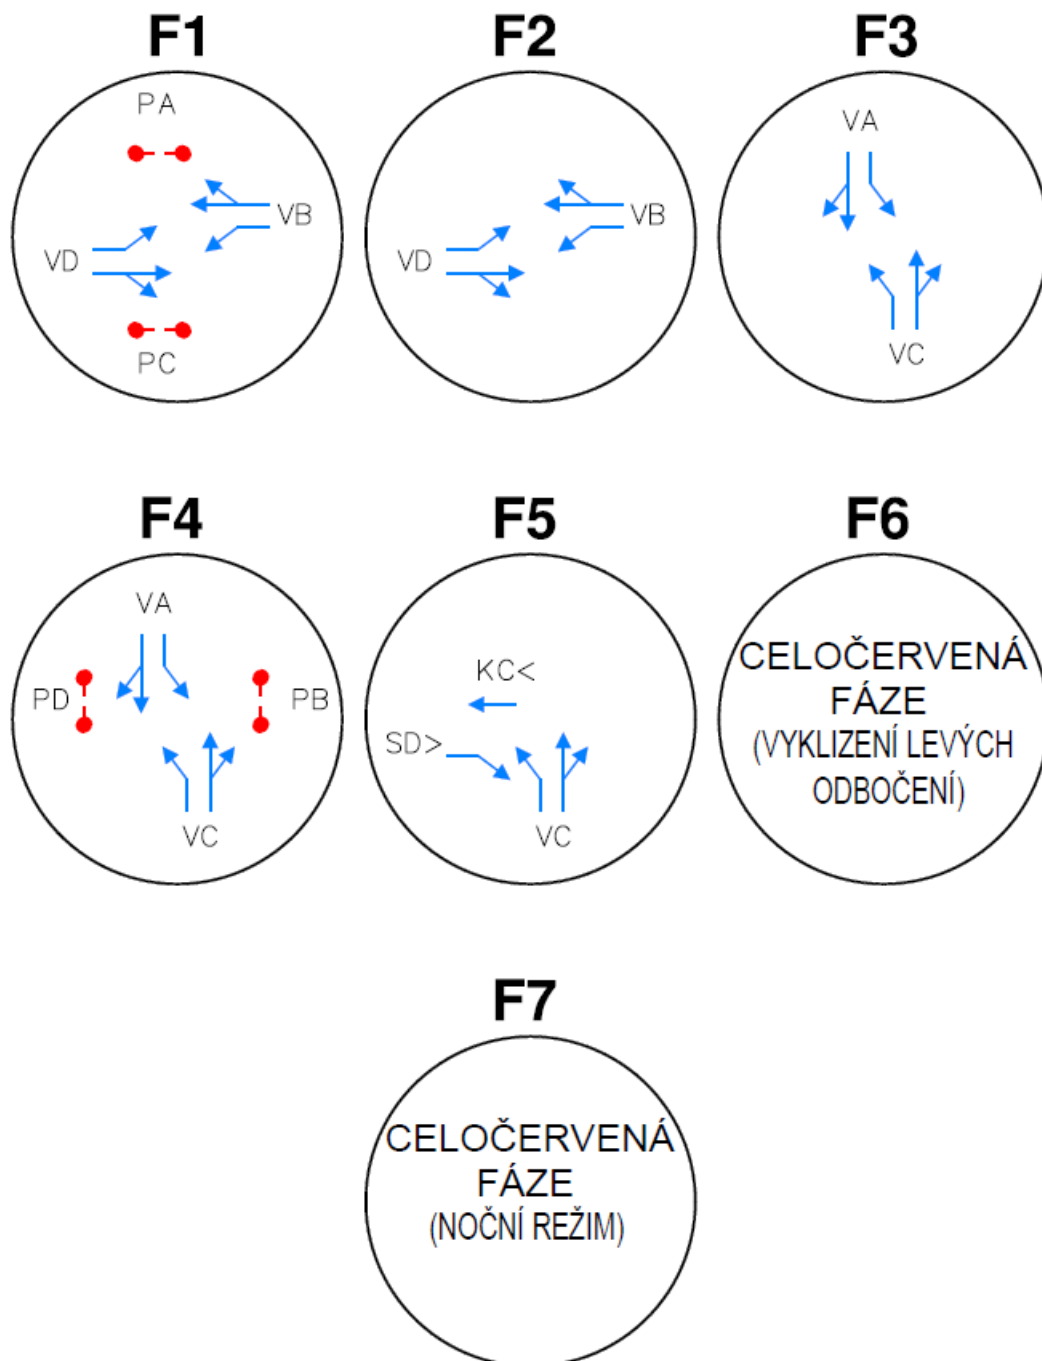 F1
F2
F3
PA
VB
VD
PC
VB
VD
VA
VC
F4
F5
F6
VA
PD
PB
VC
KC<
SD>
VC
CELOČERVENÁ
FÁZE
(VYKLIZENÍ LEVÝCH
ODBOČENÍ)
F7
CELOČERVENÁ
FÁZE
(NOČNÍ REŽIM)